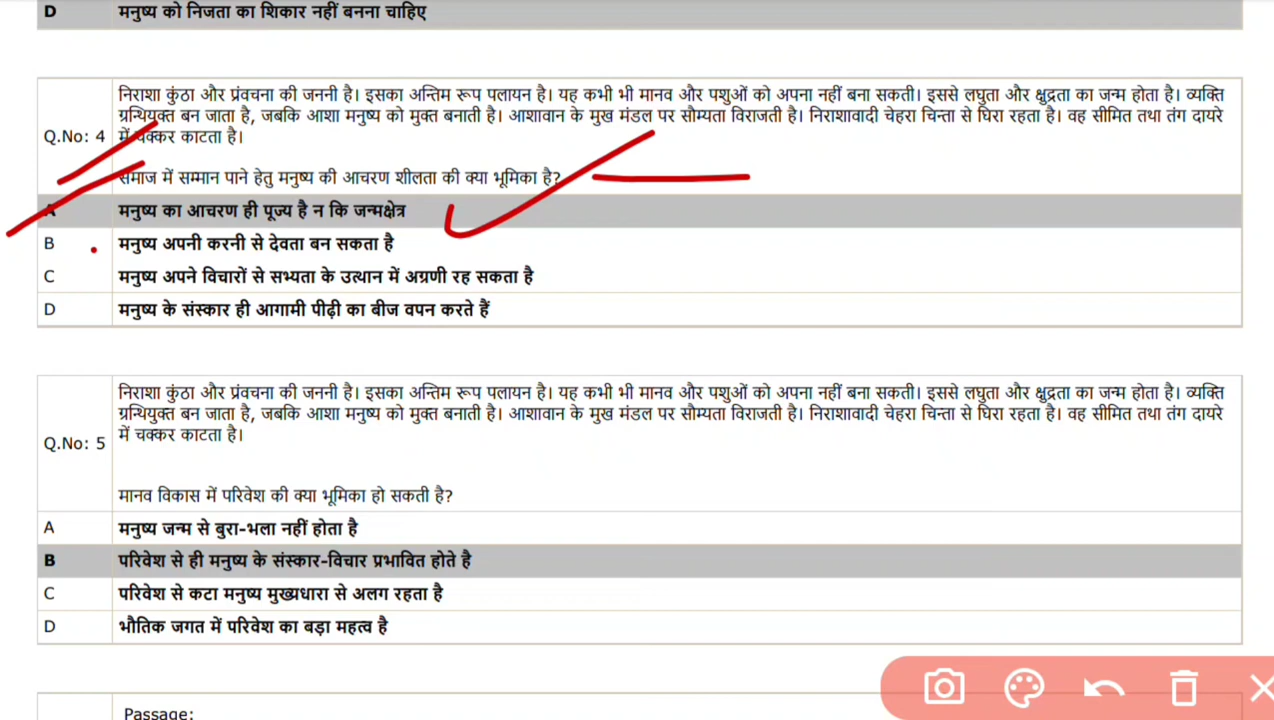 D मनुष्य को निजता का शिकार नहीं बनना चाहिए
निराशा कुंठा और प्रंवचना की जननी है। इसका अन्तिम रूप पलायन है। यह कभी भी मानव और पशुओं को अपना नहीं बना सकती। इससे लघुता और क्षुद्रता का जन्म होता है। व्यक्ति
ग्रन्थियुक्त बन जाता है, जबकि आशा मनुष्य को मुक्त बनाती है। आशावान के मुख मंडल पर सौम्यता विराजती है। निराशावादी चेहरा चिन्ता से घिरा रहता है। वह सीमित तथा तंग दायरे
Q.No: 4 में चक्कर काटता है।
समाज में सम्मान पाने हेतु मनुष्य की आचरण शीलता की क्या भूमिका है?
A मनुष्य का आचरण ही पूज्य है न कि जन्मक्षेत्र
B मनुष्य अपनी करनी से देवता बन सकता है
C मनुष्य अपने विचारों से सभ्यता के उत्थान में अग्रणी रह सकता है
D मनुष्य के संस्कार ही आगामी पीढ़ी का बीज वपन करते हैं
निराशा कुंठा और प्रंवचना की जननी है। इसका अन्तिम रूप पलायन है। यह कभी भी मानव और पशुओं को अपना नहीं बना सकती। इससे लघुता और क्षुद्रता का जन्म होता है। व्यक्ति
ग्रन्थियुक्त बन जाता है, जबकि आशा मनुष्य को मुक्त बनाती है। आशावान के मुख मंडल पर सौम्यता विराजती है। निराशावादी चेहरा चिन्ता से घिरा रहता है। वह सीमित तथा तंग दायरे
में चक्कर काटता है।
Q.No: 5
मानव विकास में परिवेश की क्या भूमिका हो सकती है?
A मनुष्य जन्म से बुरा-भला नहीं होता है
B परिवेश से ही मनुष्य के संस्कार-विचार प्रभावित होते है
C परिवेश से कटा मनुष्य मुख्यधारा से अलग रहता है
D भौतिक जगत में परिवेश का बड़ा महत्व है
Passage: